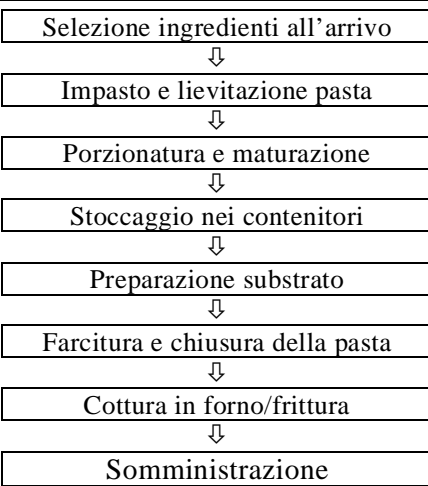 Selezione ingredienti all'arrivo
⇩
Impasto e lievitazione pasta
⇩
Porzionatura e maturazione
⇩
Stoccaggio nei contenitori
⇩
Preparazione substrato
⇩
Farcitura e chiusura della pasta
⇩
Cottura in forno/frittura
⇩
Somministrazione